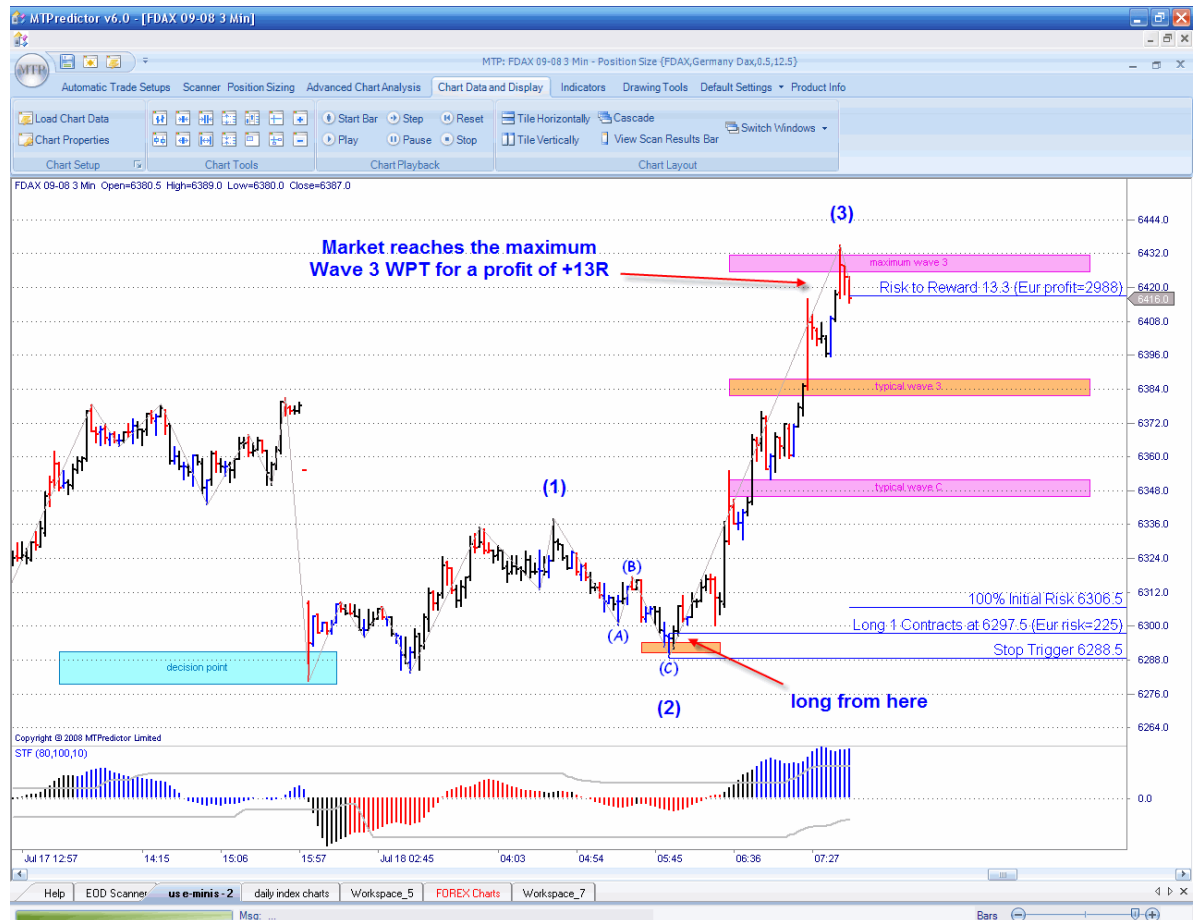 MTPredictor v6.0 - [FDAX 09-08 3 Min]
MTP: FDAX 09-08 3 Min - Position Size {FDAX,Germany Dax,0.5,12.5}
MTP
Automatic Trade Setups Scanner Position Sizing Advanced Chart Analysis Chart Data and Display Indicators Drawing Tools Default Settings Product Info
Load Chart Data Start Bar Step Reset Tile Horizontally Cascade
Switch Windows
Chart Properties Play Pause Stop Tile Vertically View Scan Results Bar
Chart Setup Chart Tools Chart Playback Chart Layout
FDAX 09-08 3 Min Open=6380.5 High=6389.0 Low=6380.0 Close=6387.0
(3)
6444.0
Market reaches the maximum
Wave 3 WPT for a profit of +13R
6432.0
maximum wave 3
Risk to Reward 13.3 (Eur profit=2988)
6420.0
6416.0
6408.0
6396.0
typical wave 3
6384.0
6372.0
6360.0
(1)
typical wave C
6348.0
6336.0
6324.0
(B)
6312.0
100% Initial Risk 6306.5
Long 1 Contracts at 6297.5 (Eur risk=225)
6300.0
(A)
Stop Trigger 6288.5
6288.0
decision point
(C)
long from here
6276.0
(2)
6264.0
Copyright © 2008 MTPredictor Limited
STF (80,100,10)
0.0
Jul 17 12:57 14:15 15:06 15:57 Jul 18 02:45 04:03 04:54 05:45 06:36 07:27
Help EOD Scanner us e-minis - 2 daily index charts Workspace_5 FOREX Charts Workspace_7
Msg: ...
Bars